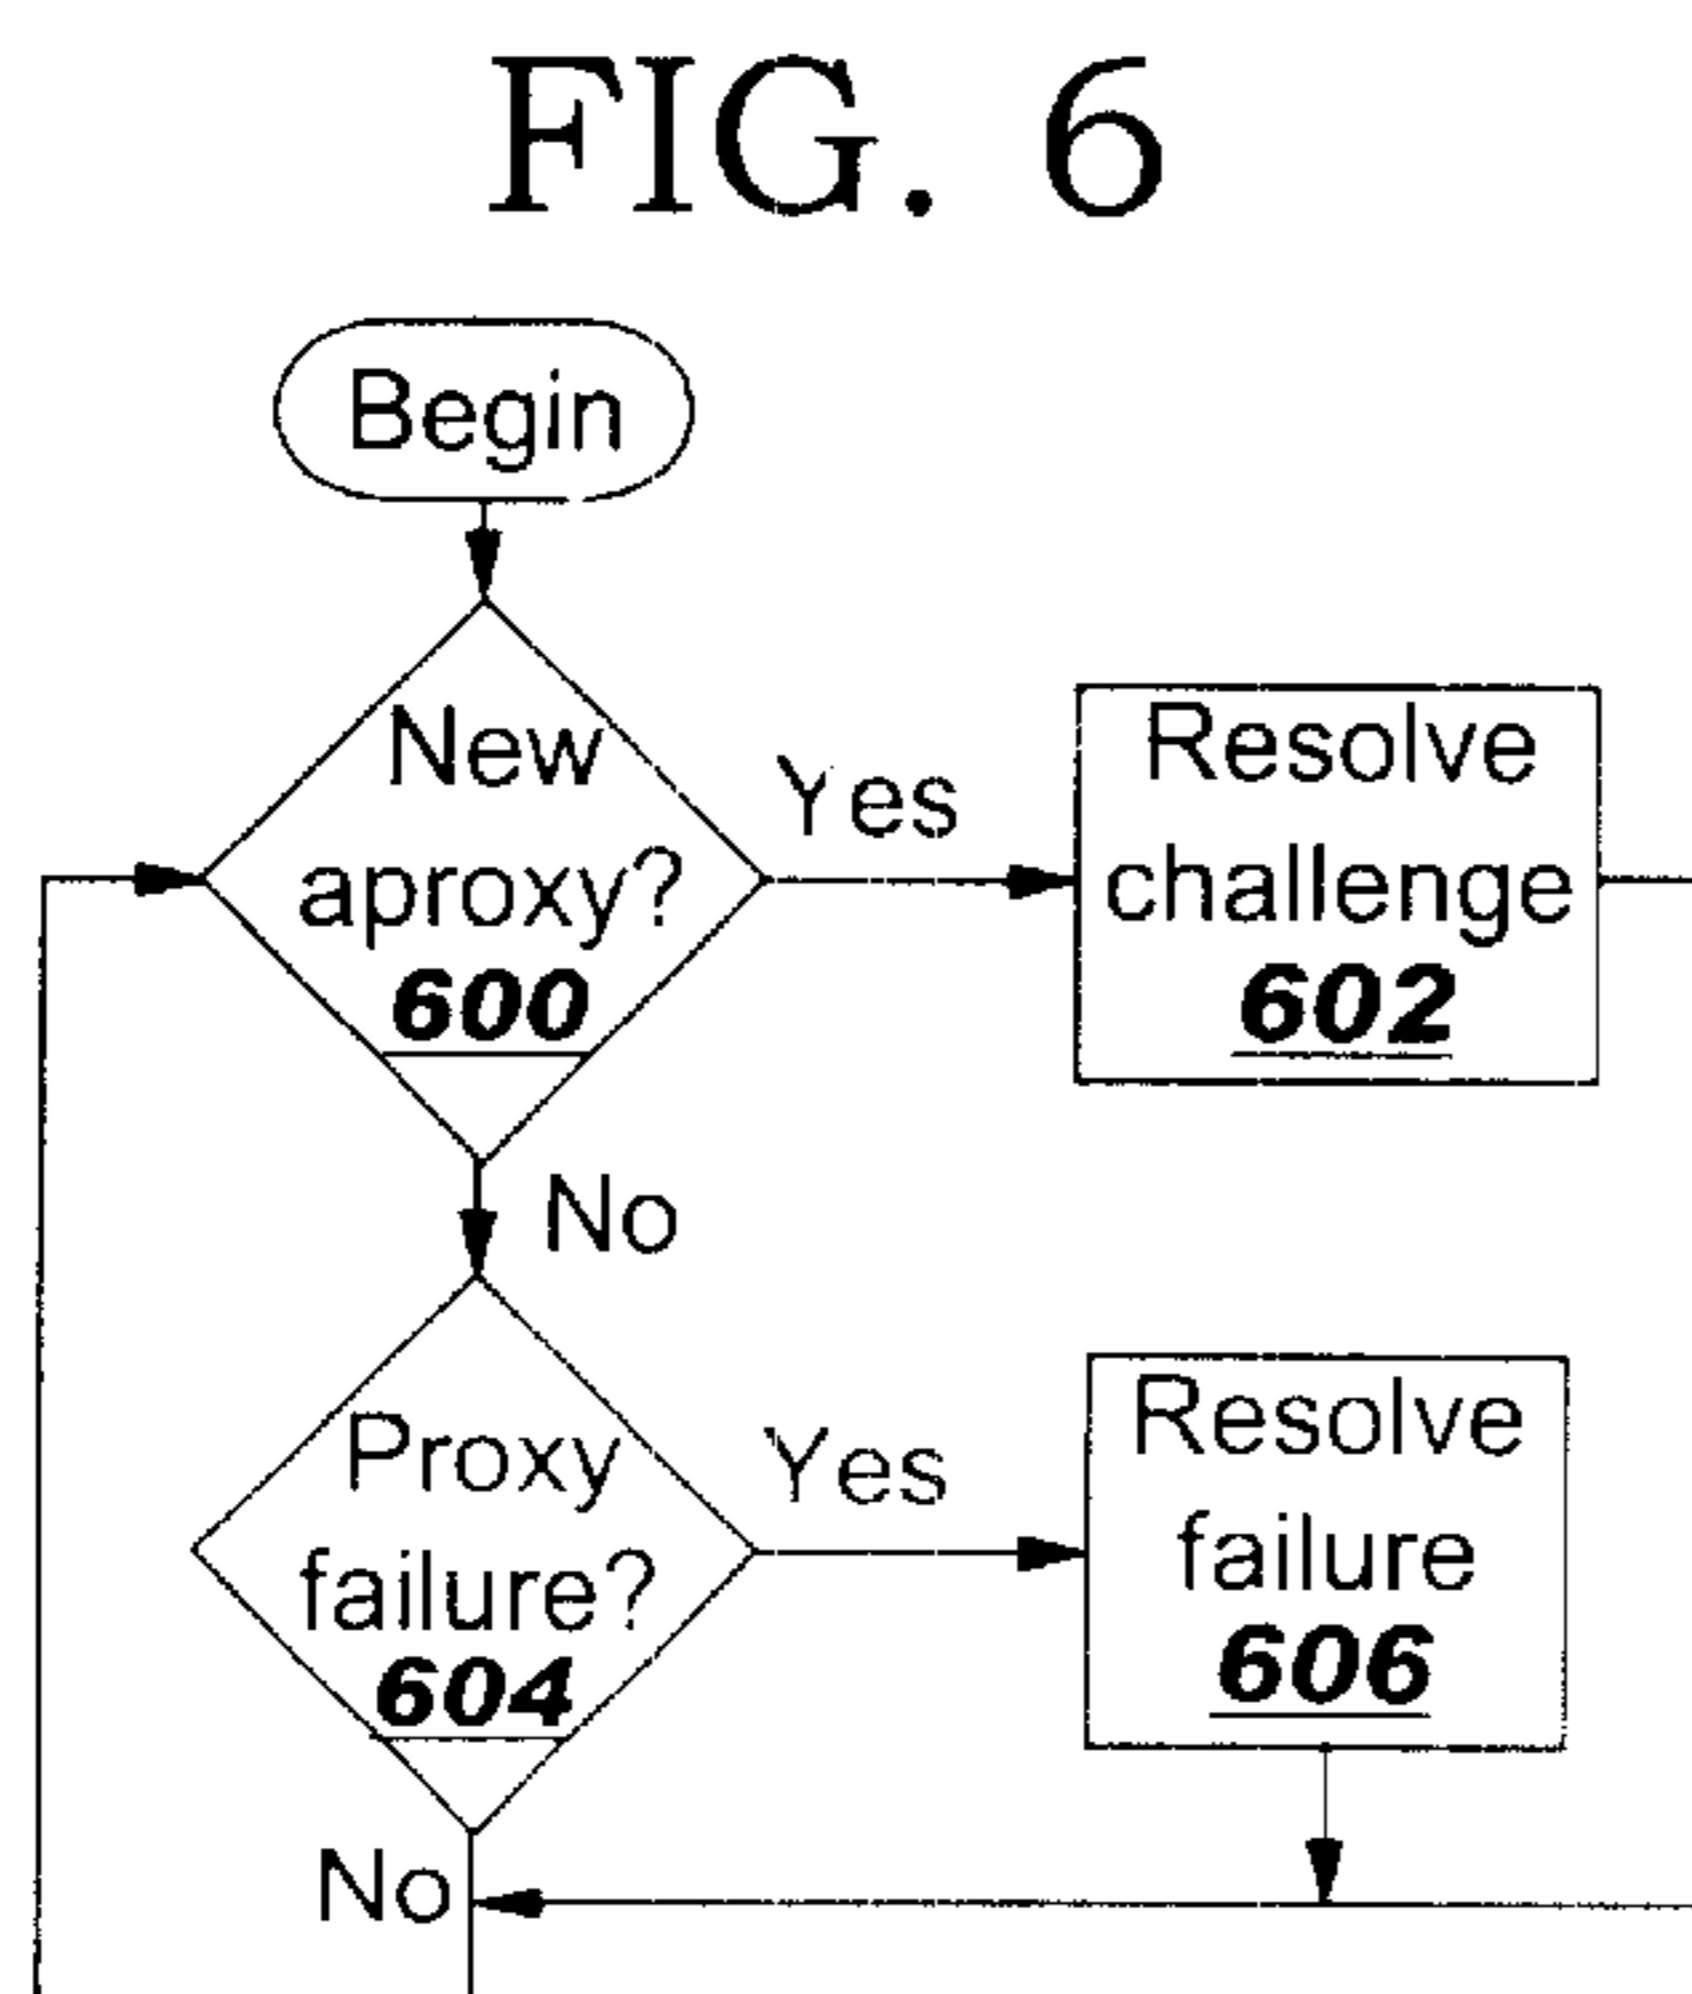 FIG. 6
Begin
New
aproxy?
600
Yes
Resolve
challenge
602
No
Proxy
failure?
604
Yes
Resolve
failure
606
No